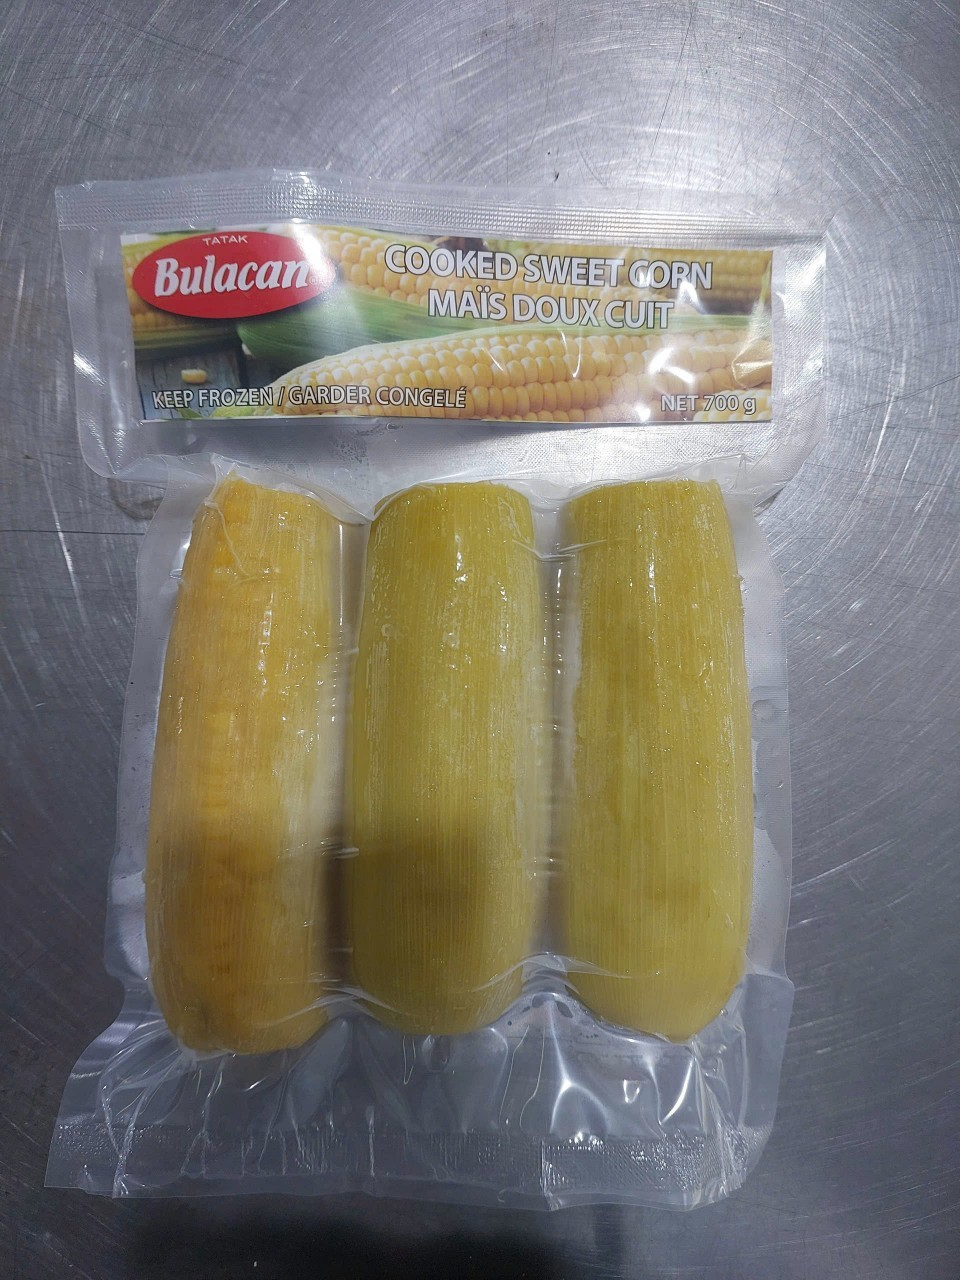 TATAK
Bulacan
COOKED SWEET CORN
MAÏS DOUX CUIT
KEEP FROZEN / GARDER CONGELÉ
NET 700 g